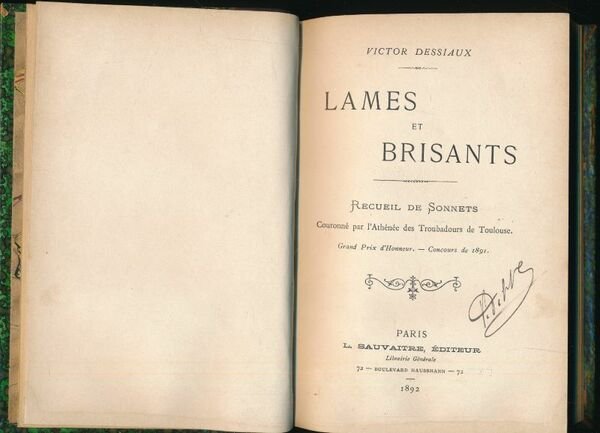 VICTOR DESSIAUX
LAMES
ET
BRISANTS
RECUEIL DE SONNETS
Couronné par l'Athénée des Troubadours de Toulouse.
Grand Prix d'Honneur. — Concours de 1891.
PARIS
L. SAUVAITRE, ÉDITEUR
Librairie Générale
72 — BOULEVARD HAUSSMANN — 72
1892